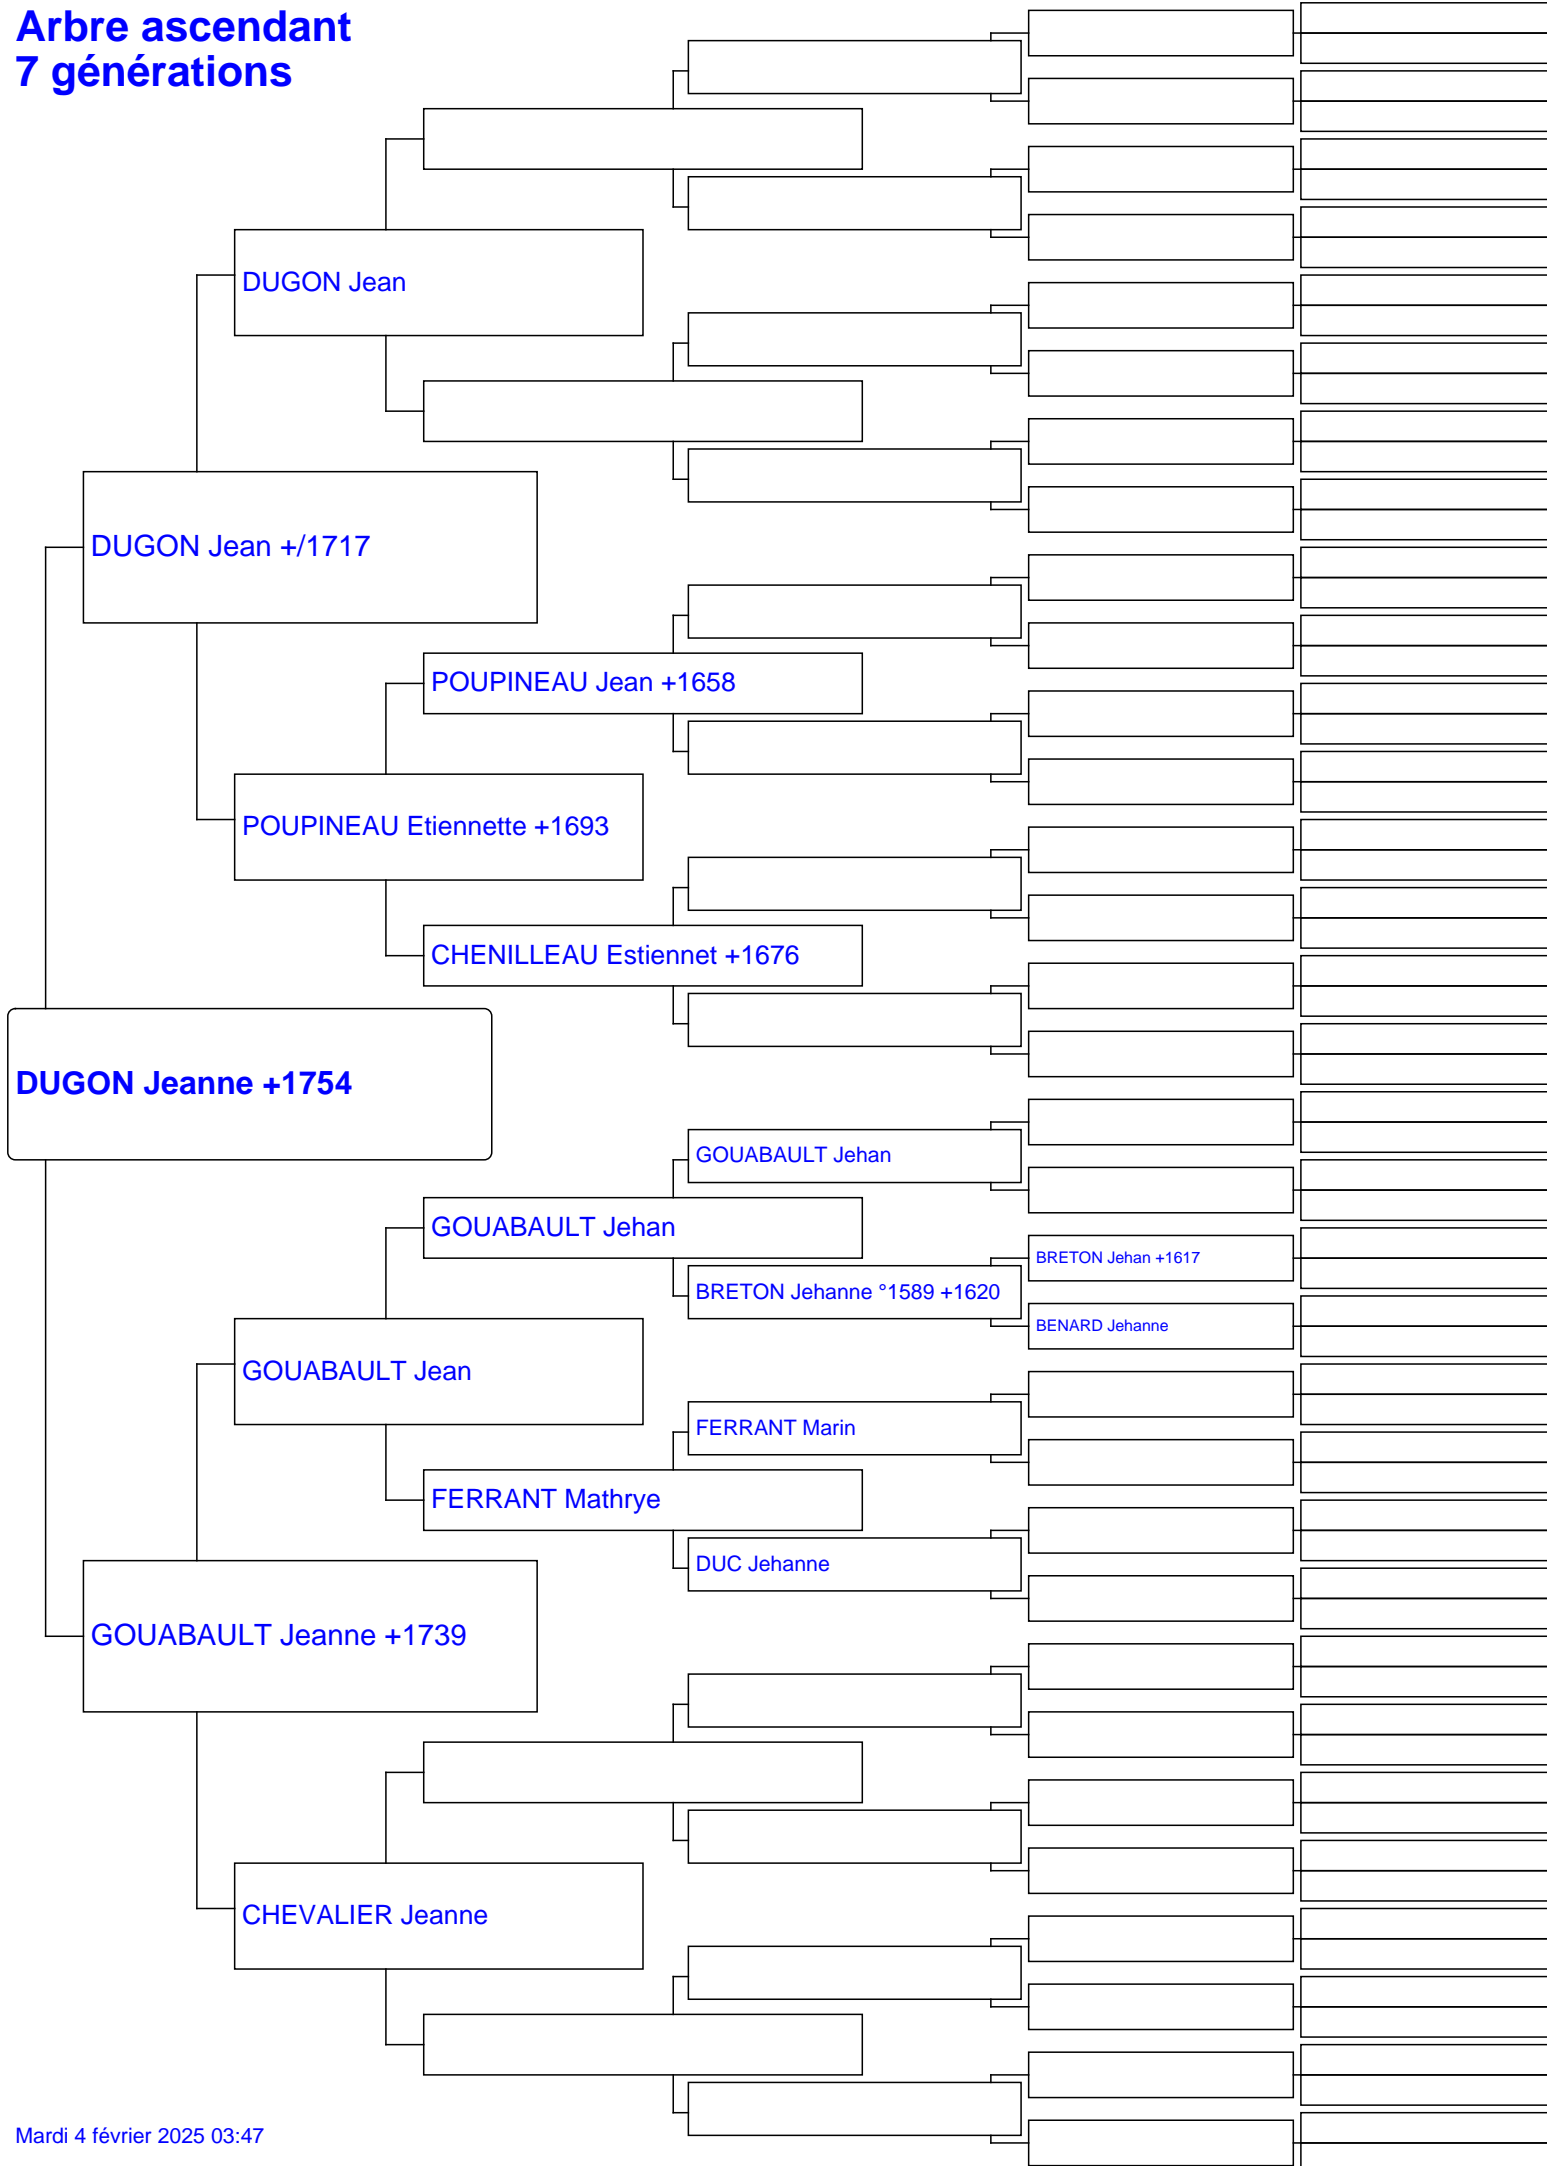 Arbre ascendant
7 générations
DUGON Jean
DUGON Jean +/1717
POUPINEAU Jean +1658
POUPINEAU Etiennette +1693
CHENILLEAU Estiennet +1676
DUGON Jeanne +1754
GOUABAULT Jehan
GOUABAULT Jehan
BRETON Jehan +1617
BRETON Jehanne °1589 +1620
BENARD Jehanne
GOUABAULT Jean
FERRANT Marin
FERRANT Mathrye
DUC Jehanne
GOUABAULT Jeanne +1739
CHEVALIER Jeanne
Mardi 4 février 2025 03:47